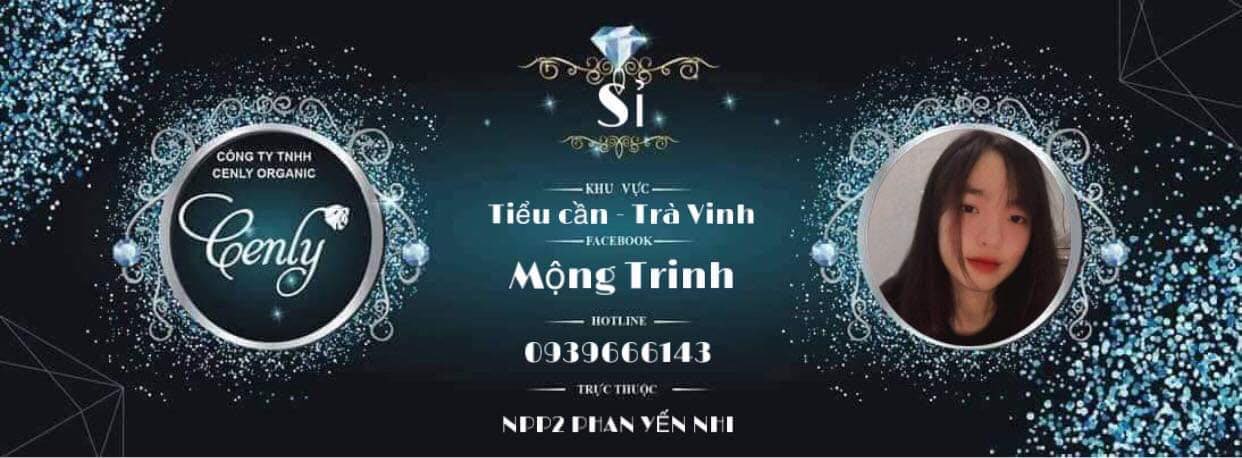 CÔNG TY TNHH
CENLY ORGANIC
Cenly
Sỉ
KHU VỰC
Tiểu cần - Trà Vinh
FACEBOOK
Mộng Trinh
HOTLINE
0939666143
TRỰC THUỘC
NPP2 PHAN YẾN NHI